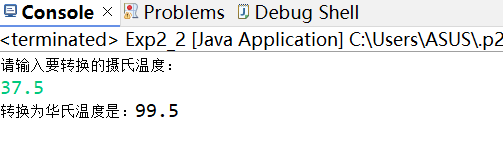 Console × Problems Debug Shell
<terminated> Exp2_2 [Java Application] C:\Users\ASUS\.p2
请输入要转换的摄氏温度：
37.5
转换为华氏温度是：99.5